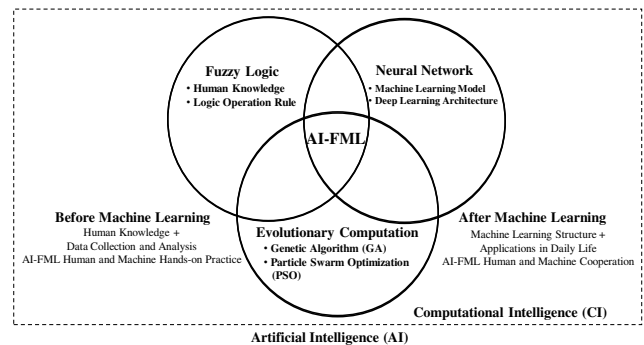 Fuzzy Logic
• Human Knowledge
• Logic Operation Rule
Neural Network
• Machine Learning Model
• Deep Learning Architecture
AI-FML
Before Machine Learning
Human Knowledge +
Data Collection and Analysis
AI-FML Human and Machine Hands-on Practice
Evolutionary Computation
• Genetic Algorithm (GA)
• Particle Swarm Optimization
(PSO)
After Machine Learning
Machine Learning Structure +
Applications in Daily Life
AI-FML Human and Machine Cooperation
Computational Intelligence (CI)
Artificial Intelligence (AI)